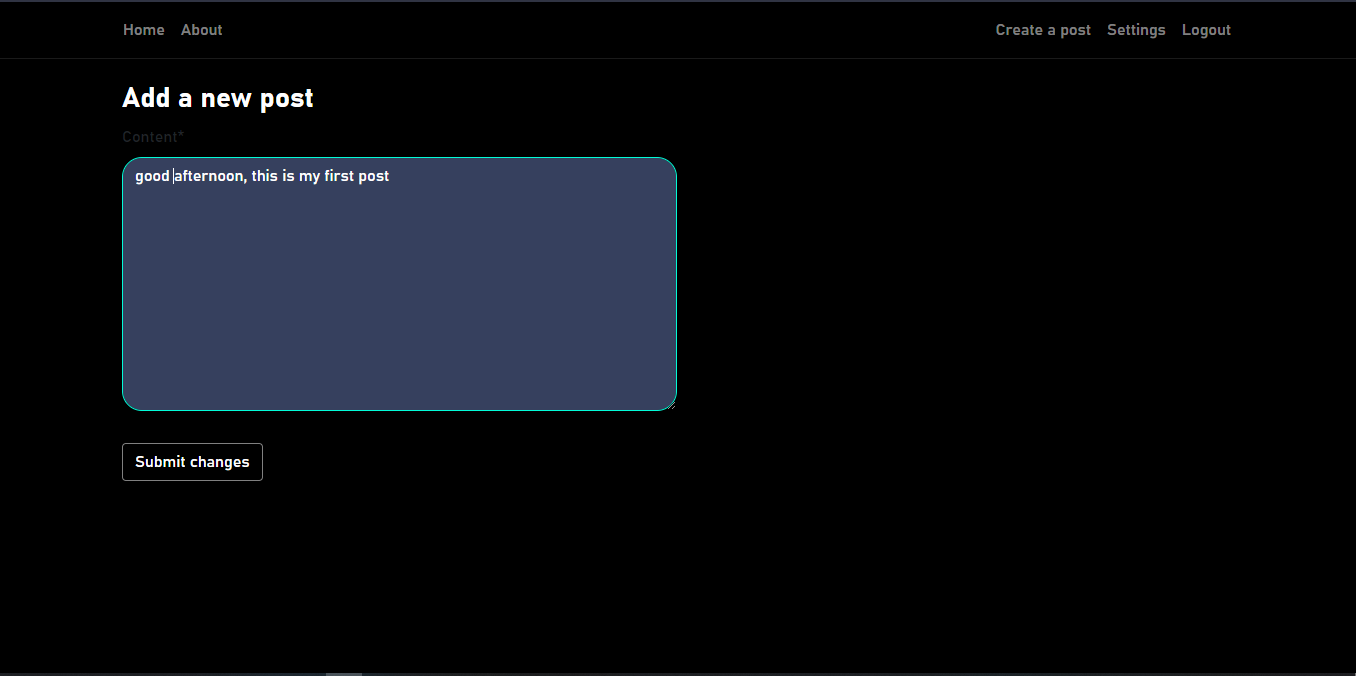 Home About Create a post Settings Logout
Add a new post
Content*
good afternoon, this is my first post
Submit changes